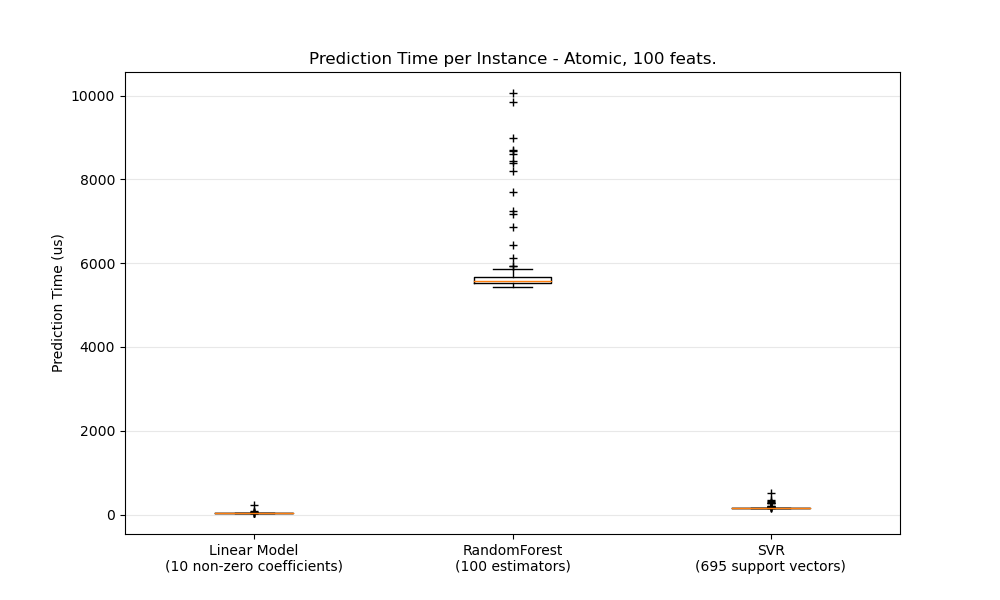 Prediction Time per Instance - Atomic, 100 feats.
Prediction Time (us)
10000
8000
6000
4000
2000
0
Linear Model
(10 non-zero coefficients)
RandomForest
(100 estimators)
SVR
(695 support vectors)